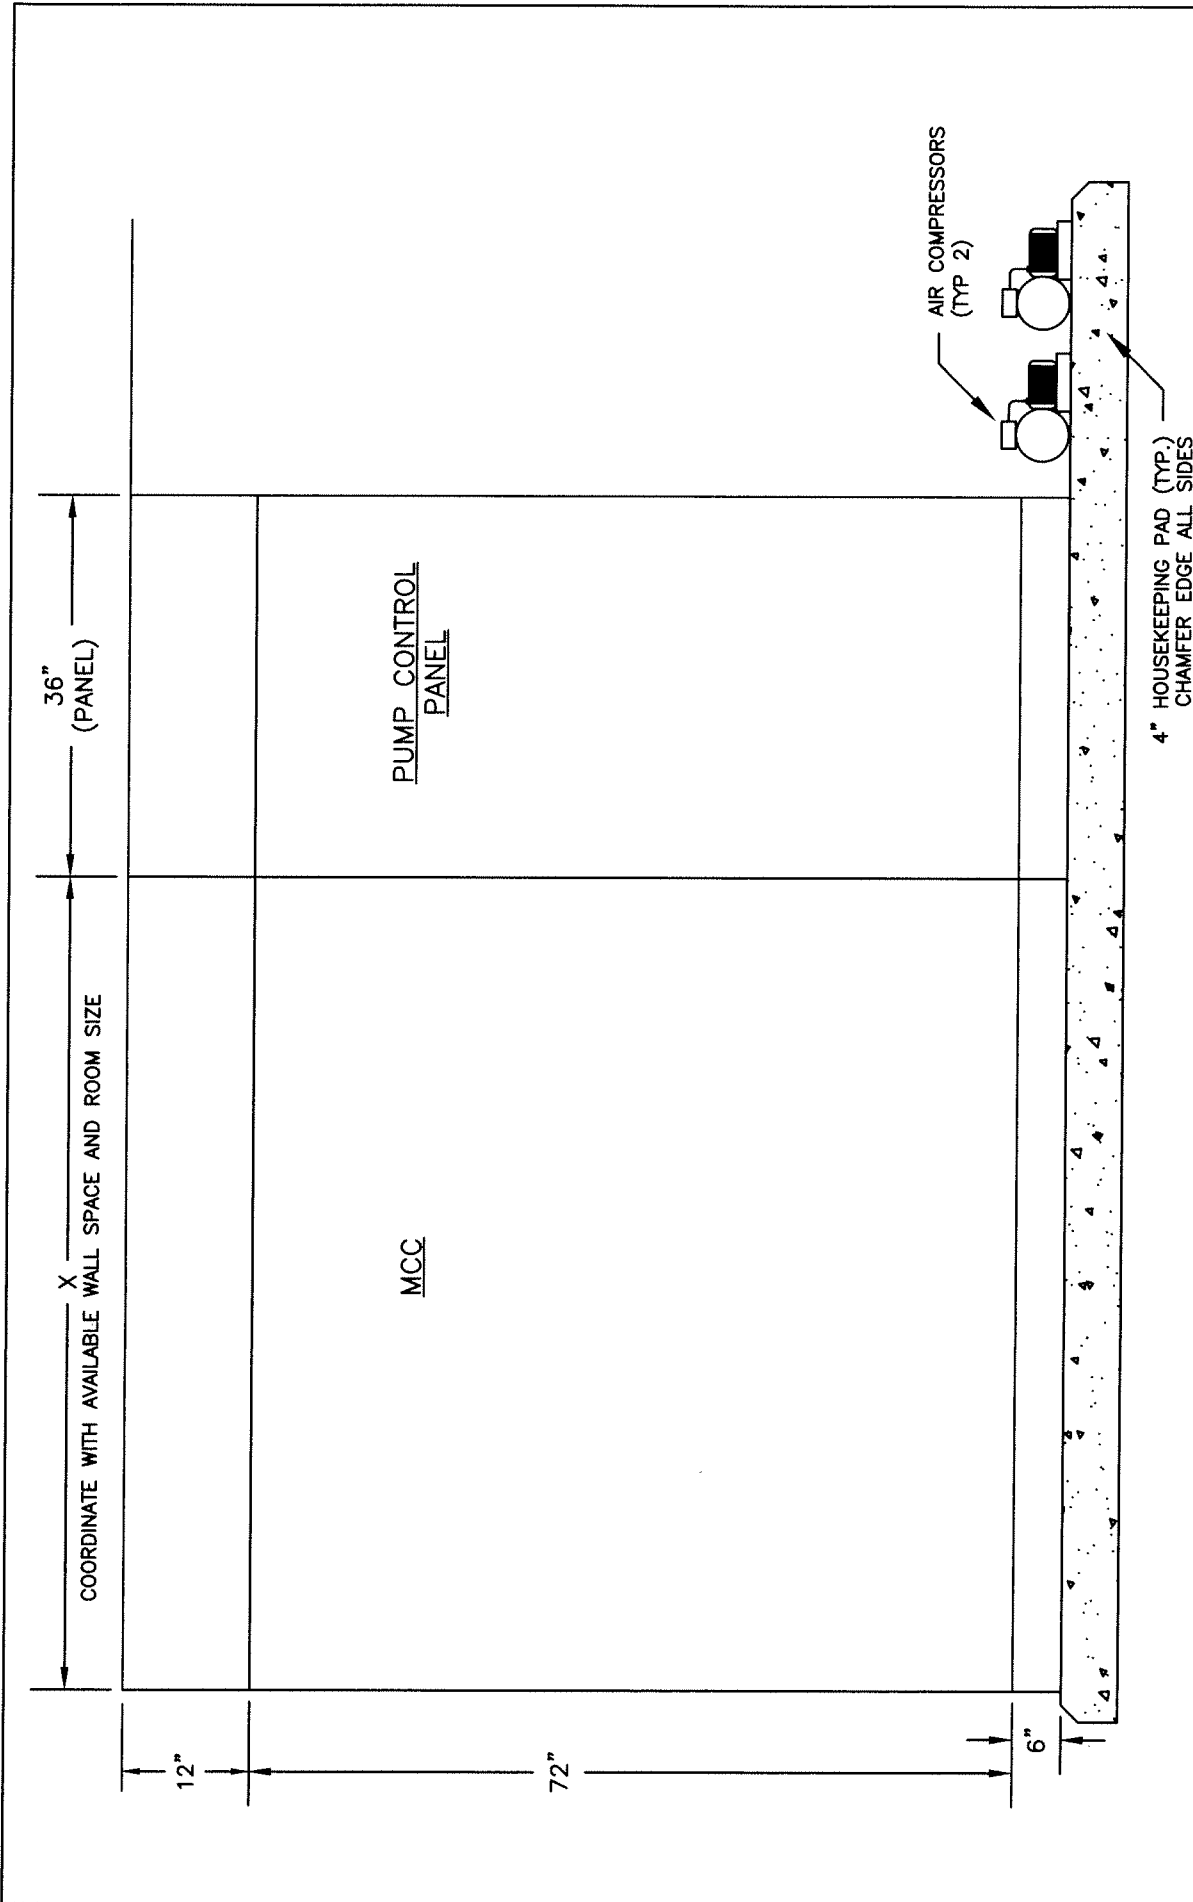 X
COORDINATE WITH AVAILABLE WALL SPACE AND ROOM SIZE
36"
(PANEL)
12"
72"
6"
MCC
PUMP CONTROL
PANEL
AIR COMPRESSORS
(TYP 2)
4" HOUSEKEEPING PAD (TYP.)
CHAMFER EDGE ALL SIDES